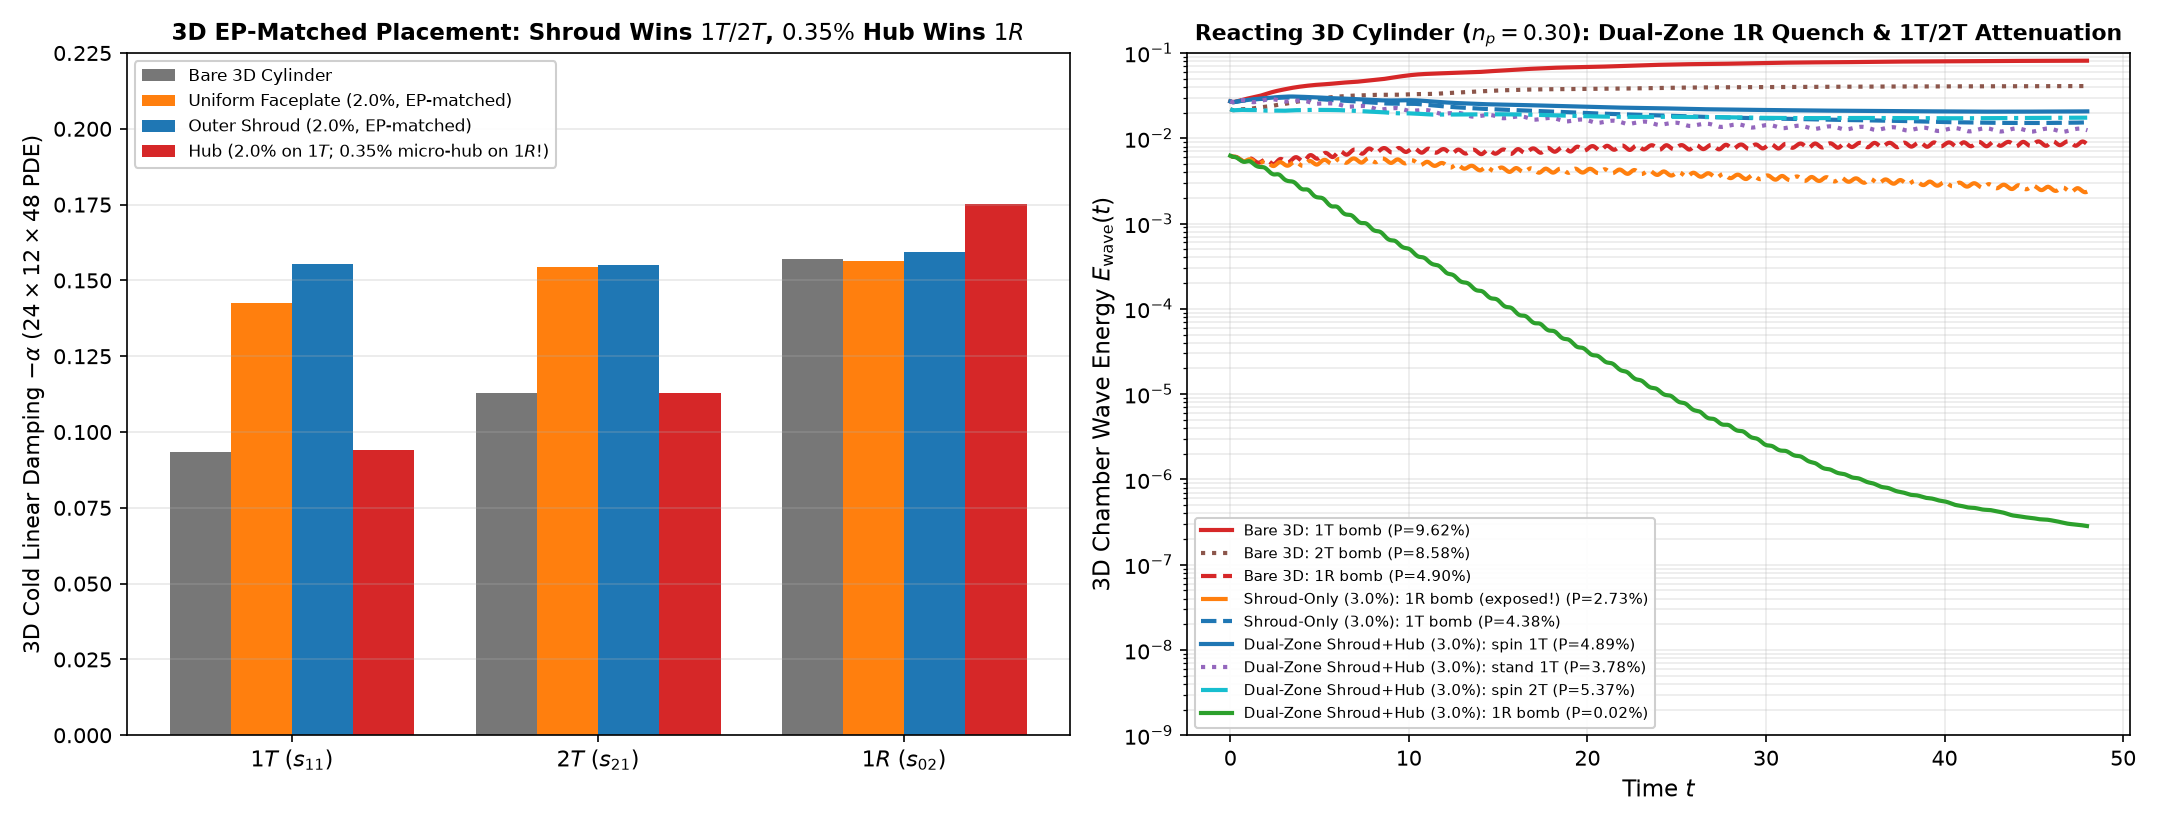 3D EP-Matched Placement: Shroud Wins 1T/2T, 0.35% Hub Wins 1R
3D Cold Linear Damping −α (24 × 12 × 48 PDE)
0.225
0.200
0.175
0.150
0.125
0.100
0.075
0.050
0.025
0.000
Bare 3D Cylinder
Uniform Faceplate (2.0%, EP-matched)
Outer Shroud (2.0%, EP-matched)
Hub (2.0% on 1T; 0.35% micro-hub on 1R!)
1T (s₁₁)
2T (s₂₁)
1R (s₀₂)
Reacting 3D Cylinder (nₚ = 0.30): Dual-Zone 1R Quench & 1T/2T Attenuation
3D Chamber Wave Energy E_wave(t)
10⁻¹
10⁻²
10⁻³
10⁻⁴
10⁻⁵
10⁻⁶
10⁻⁷
10⁻⁸
10⁻⁹
Bare 3D: 1T bomb (P=9.62%)
Bare 3D: 2T bomb (P=8.58%)
Bare 3D: 1R bomb (P=4.90%)
Shroud-Only (3.0%): 1R bomb (exposed!) (P=2.73%)
Shroud-Only (3.0%): 1T bomb (P=4.38%)
Dual-Zone Shroud+Hub (3.0%): spin 1T (P=4.89%)
Dual-Zone Shroud+Hub (3.0%): stand 1T (P=3.78%)
Dual-Zone Shroud+Hub (3.0%): spin 2T (P=5.37%)
Dual-Zone Shroud+Hub (3.0%): 1R bomb (P=0.02%)
0
10
20
30
40
50
Time t